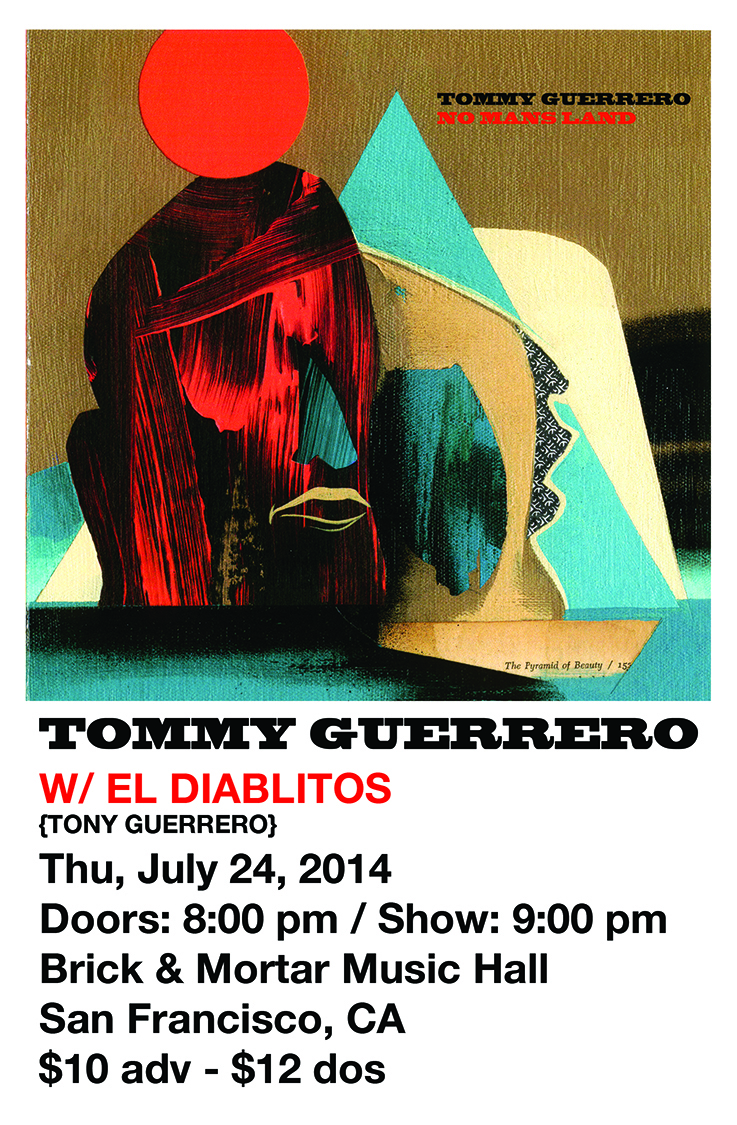 TOMMY GUERRERO
NO MANS LAND
The Pyramid of Beauty / 157
TOMMY GUERRERO
W/ EL DIABLITOS
{TONY GUERRERO}
Thu, July 24, 2014
Doors: 8:00 pm / Show: 9:00 pm
Brick & Mortar Music Hall
San Francisco, CA
$10 adv - $12 dos